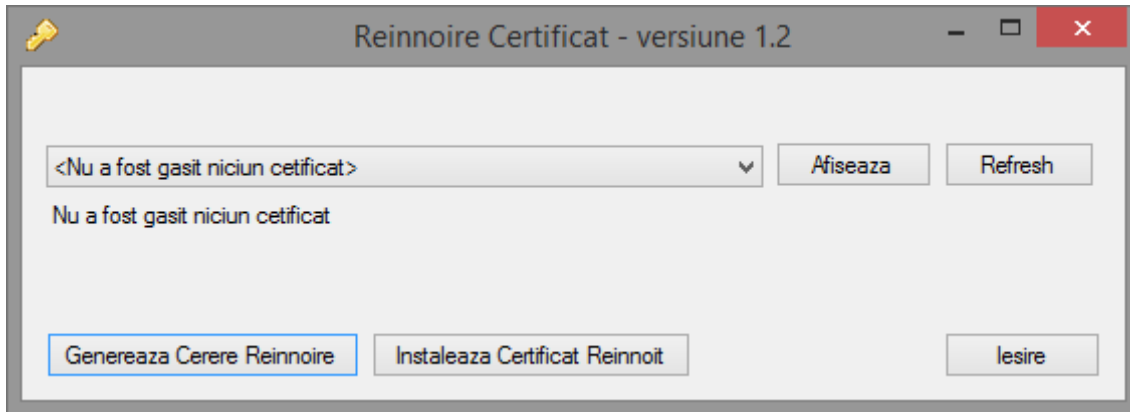 Reinnoire Certificat - versiune 1.2
<Nu a fost gasit niciun cetificat>
Afiseaza
Refresh
Nu a fost gasit niciun cetificat
Genereaza Cerere Reinnoire
Instaleaza Certificat Reinnoit
Iesire